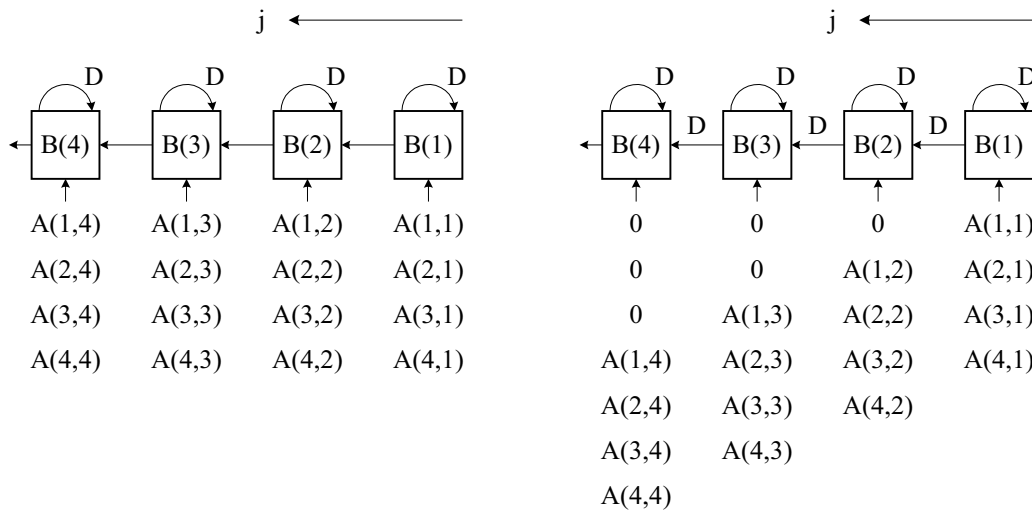 j j
D D D D D D D D
D D D
B(4) B(3) B(2) B(1) B(4) B(3) B(2) B(1)
A(1,4) A(1,3) A(1,2) A(1,1) 0 0 0 A(1,1)
A(2,4) A(2,3) A(2,2) A(2,1) 0 0 A(1,2) A(2,1)
A(3,4) A(3,3) A(3,2) A(3,1) 0 A(1,3) A(2,2) A(3,1)
A(4,4) A(4,3) A(4,2) A(4,1) A(1,4) A(2,3) A(3,2) A(4,1)
A(2,4) A(3,3) A(4,2)
A(3,4) A(4,3)
A(4,4)